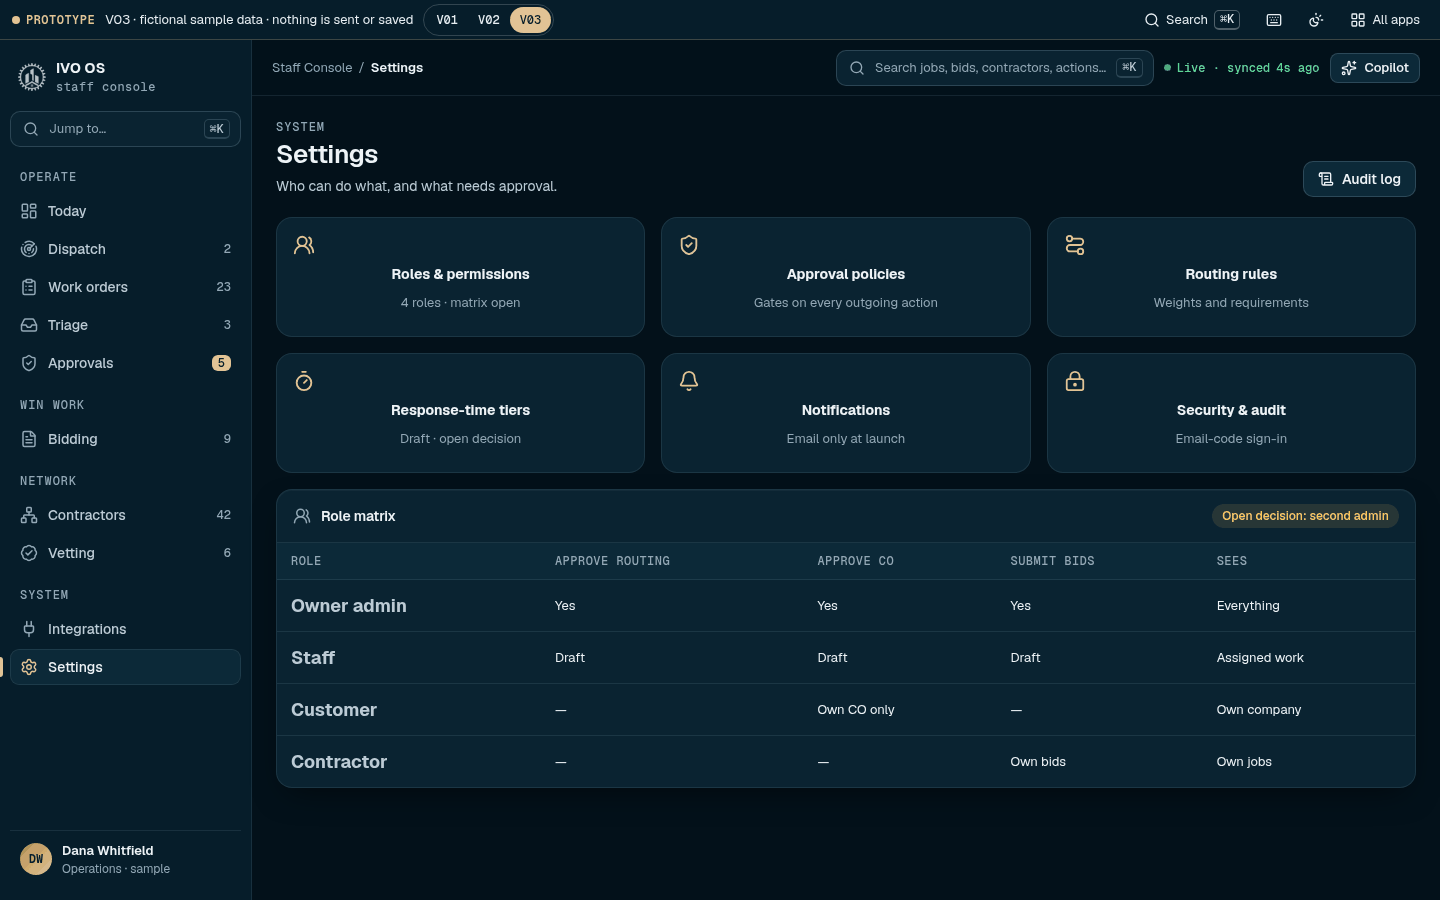 PROTOTYPE V03 · fictional sample data · nothing is sent or saved V01 V02 V03 Search ⌘K All apps
IVO OS
staff console
Jump to… ⌘K
OPERATE
Today
Dispatch 2
Work orders 23
Triage 3
Approvals 5
WIN WORK
Bidding 9
NETWORK
Contractors 42
Vetting 6
SYSTEM
Integrations
Settings
DW Dana Whitfield
Operations · sample
Staff Console / Settings Search jobs, bids, contractors, actions… ⌘K Live · synced 4s ago Copilot
SYSTEM
Settings
Who can do what, and what needs approval.
Audit log
Roles & permissions
4 roles · matrix open
Approval policies
Gates on every outgoing action
Routing rules
Weights and requirements
Response-time tiers
Draft · open decision
Notifications
Email only at launch
Security & audit
Email-code sign-in
Role matrix Open decision: second admin
ROLE APPROVE ROUTING APPROVE CO SUBMIT BIDS SEES
Owner admin Yes Yes Yes Everything
Staff Draft Draft Draft Assigned work
Customer — Own CO only — Own company
Contractor — — Own bids Own jobs